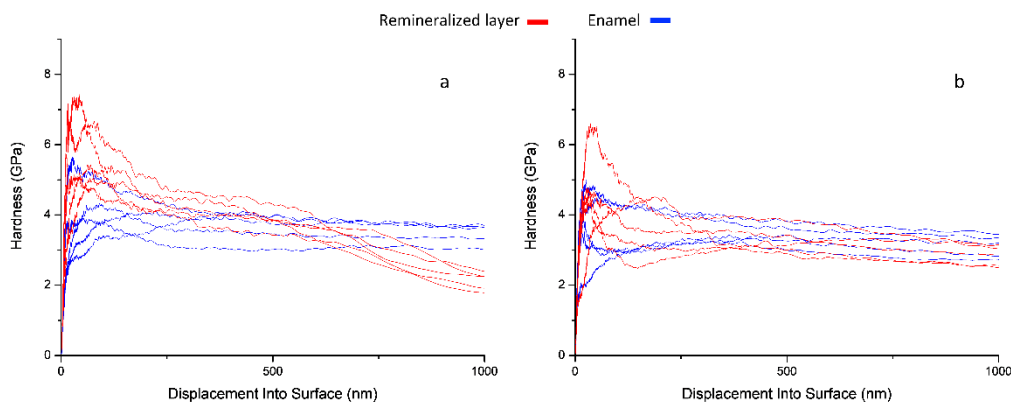 Remineralized layer Enamel
a
Hardness (GPa)
8
6
4
2
0
0 500 1000
Displacement Into Surface (nm)
b
Hardness (GPa)
8
6
4
2
0
0 500 1000
Displacement Into Surface (nm)